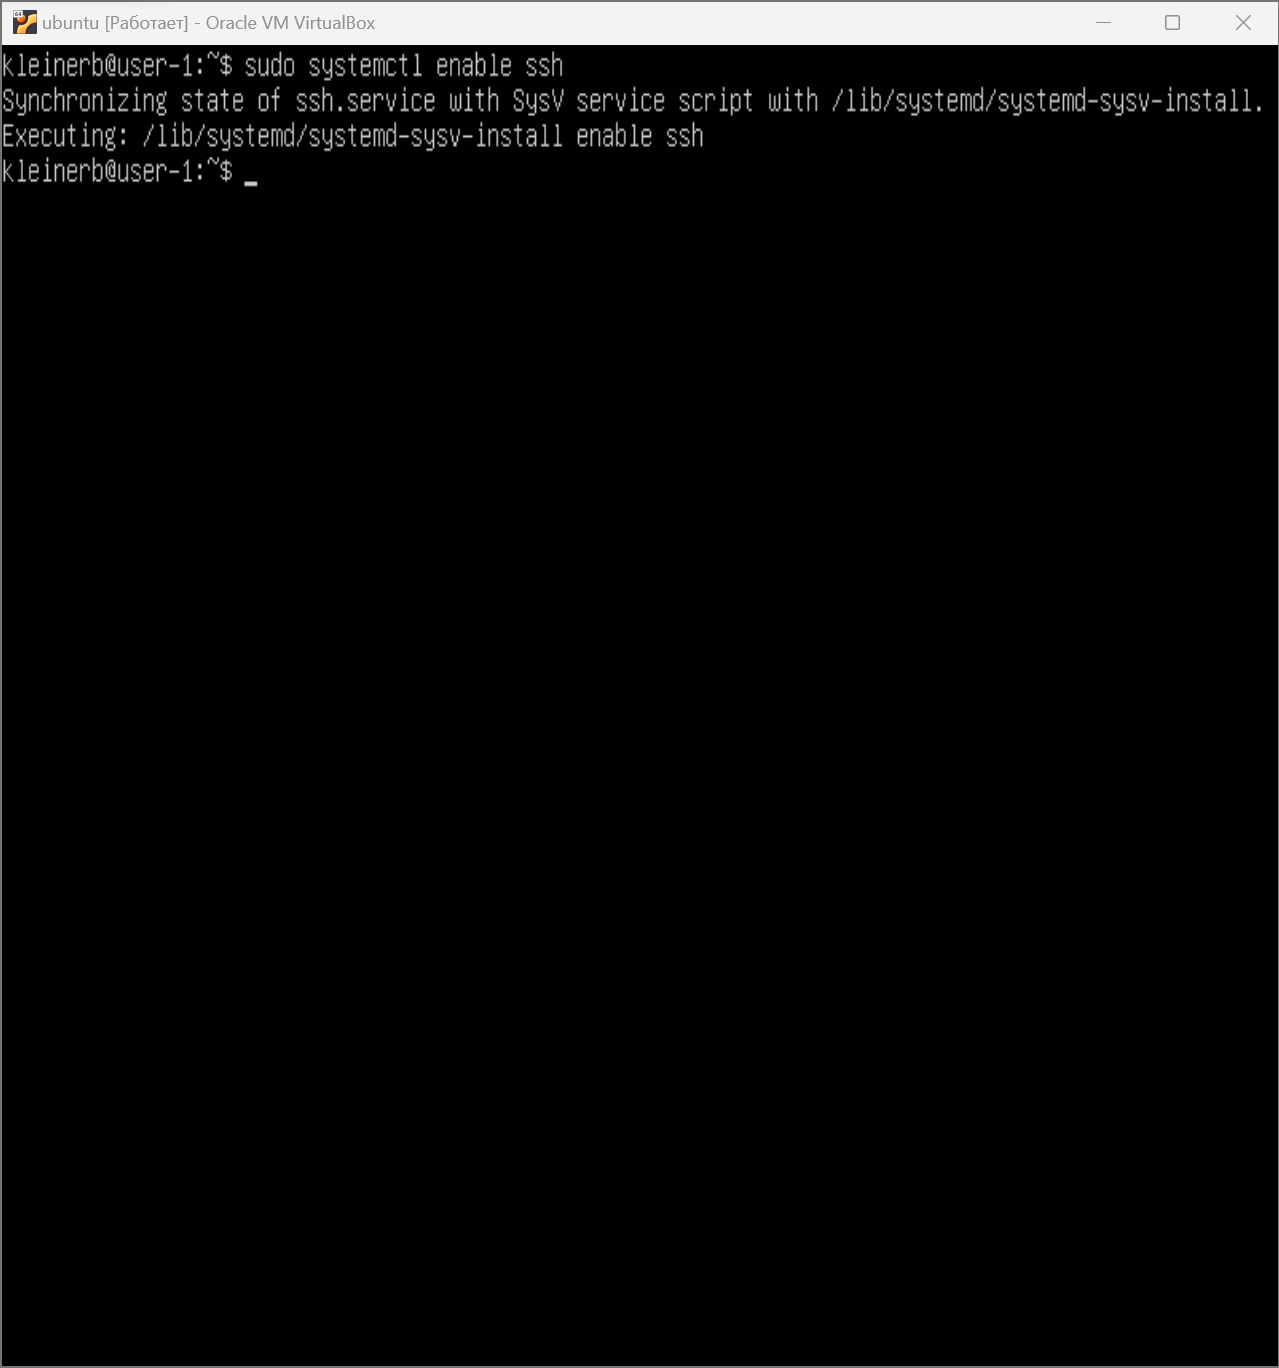 ubuntu [Работает] - Oracle VM VirtualBox
kleinerb@user-1:~$ sudo systemctl enable ssh
Synchronizing state of ssh.service with SysV service script with /lib/systemd/systemd-sysv-install.
Executing: /lib/systemd/systemd-sysv-install enable ssh
kleinerb@user-1:~$ _